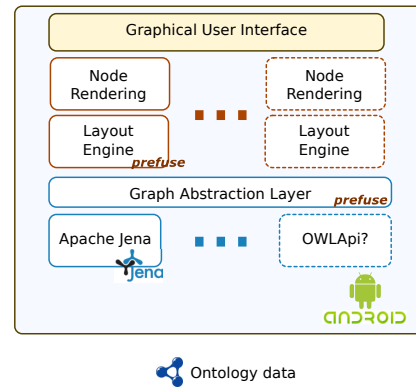 Graphical User Interface
Node
Rendering
Node
Rendering
Layout
Engine
prefuse
Layout
Engine
Graph Abstraction Layer
prefuse
Apache Jena
Jena
OWLApi?
ANDROID
Ontology data